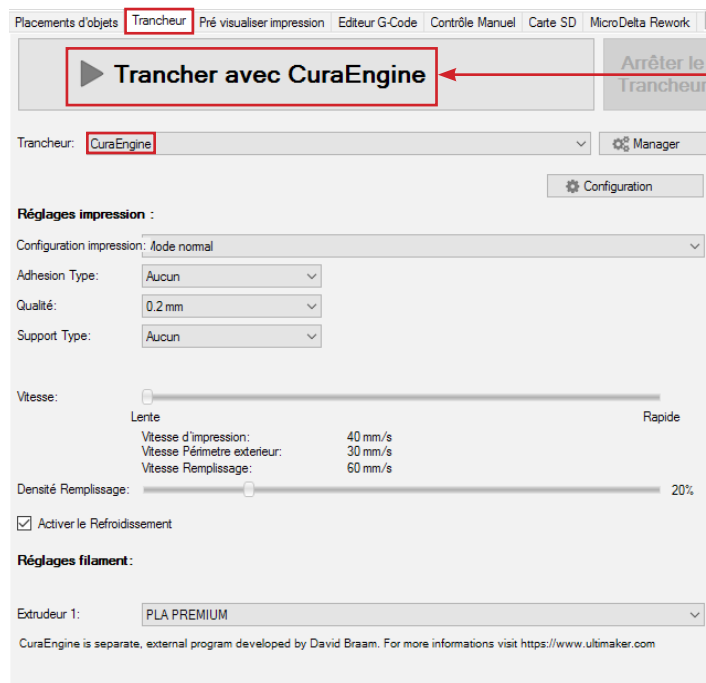 Placements d'objets Trancheur Pré visualiser impression Editeur G-Code Contrôle Manuel Carte SD MicroDelta Rework
Trancher avec CuraEngine
Arrêter le
Trancheur
Trancheur: CuraEngine Manager
Configuration
Réglages impression :
Configuration impression: Mode normal
Adhesion Type: Aucun
Qualité: 0.2 mm
Support Type: Aucun
Vitesse:
Lente Rapide
Vitesse d'impression: 40 mm/s
Vitesse Périmetre exterieur: 30 mm/s
Vitesse Remplissage: 60 mm/s
Densité Remplissage: 20%
Activer le Refroidissement
Réglages filament:
Extrudeur 1: PLA PREMIUM
CuraEngine is separate, external program developed by David Braam. For more informations visit https://www.ultimaker.com